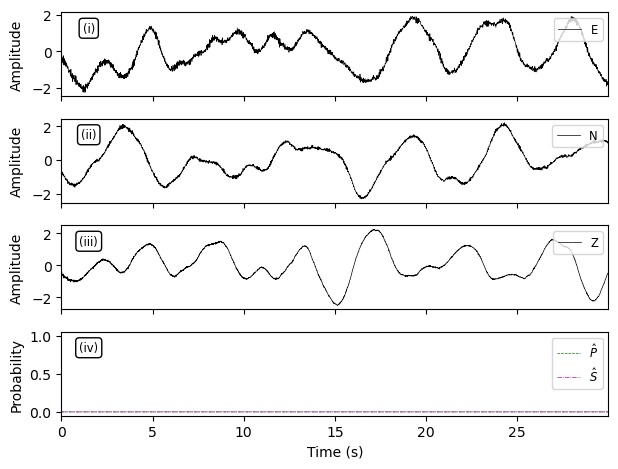 Amplitude
2
0
−2
(i)
E
Amplitude
2
0
−2
(ii)
N
Amplitude
2
0
−2
(iii)
Z
Probability
1.0
0.5
0.0
(iv)
P̂
Ŝ
0
5
10
15
20
25
Time (s)